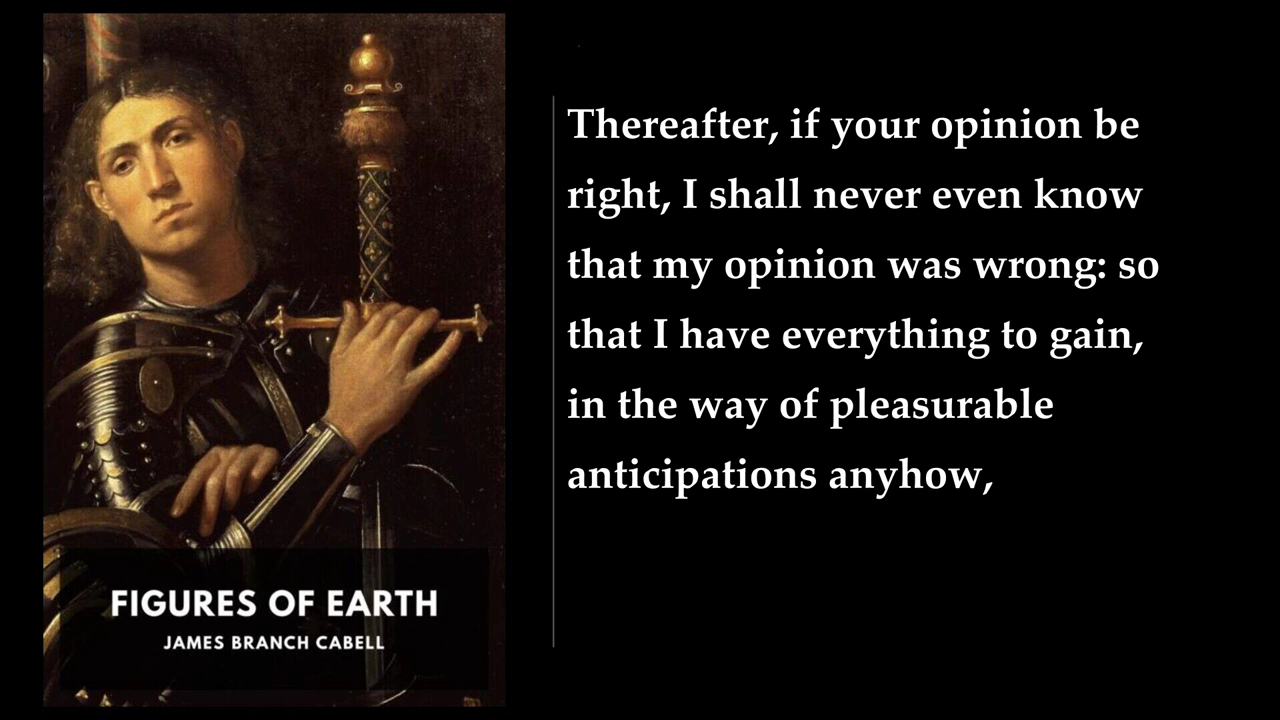 FIGURES OF EARTH
JAMES BRANCH CABELL
Thereafter, if your opinion be
right, I shall never even know
that my opinion was wrong: so
that I have everything to gain,
in the way of pleasurable
anticipations anyhow,